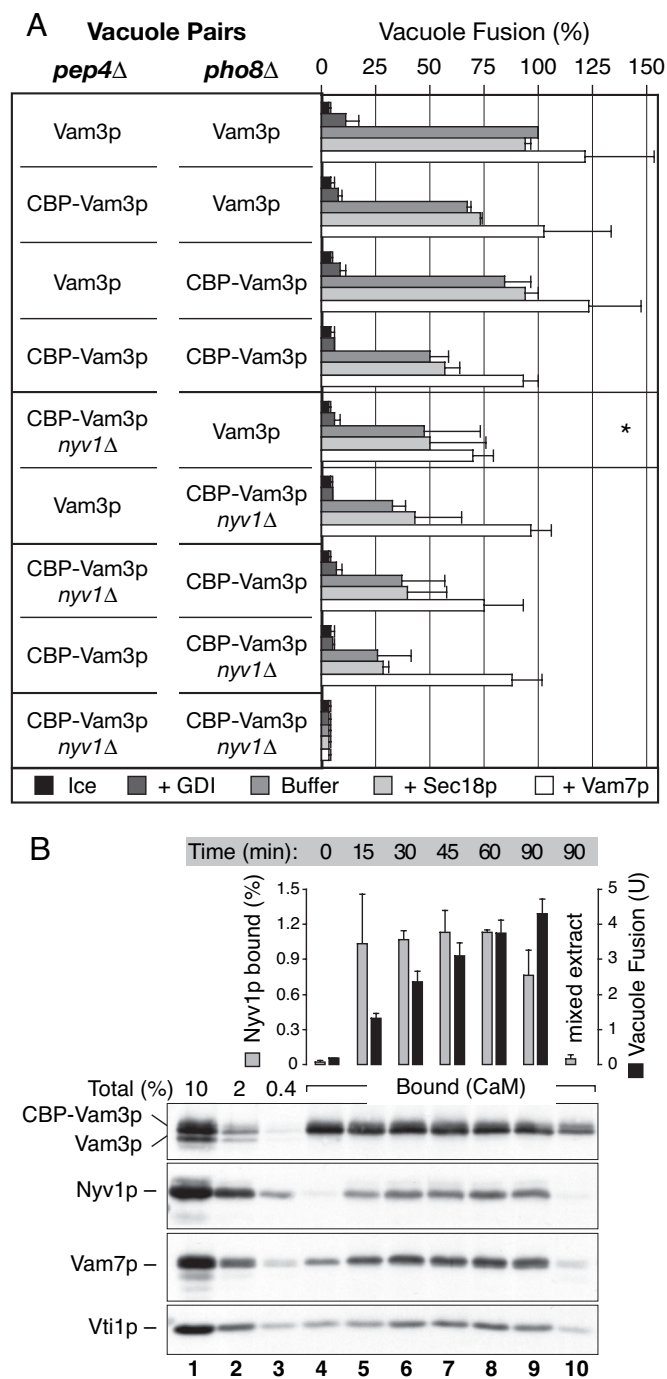 A Vacuole Pairs Vacuole Fusion (%)
pep4Δ pho8Δ 0 25 50 75 100 125 150
Vam3p Vam3p
CBP-Vam3p Vam3p
Vam3p CBP-Vam3p
CBP-Vam3p CBP-Vam3p
CBP-Vam3p
nyv1Δ Vam3p *
Vam3p CBP-Vam3p
nyv1Δ
CBP-Vam3p
nyv1Δ CBP-Vam3p
CBP-Vam3p CBP-Vam3p
nyv1Δ
CBP-Vam3p CBP-Vam3p
nyv1Δ nyv1Δ
Ice + GDI Buffer + Sec18p + Vam7p
B
Time (min): 0 15 30 45 60 90 90
Nyv1p bound (%)
1.5
1.2
0.9
0.6
0.3
0
mixed extract
5
4
3
2
1
0
Vacuole Fusion (U)
Total (%) 10 2 0.4 Bound (CaM)
CBP-Vam3p
Vam3p
Nyv1p –
Vam7p –
Vti1p –
1 2 3 4 5 6 7 8 9 10